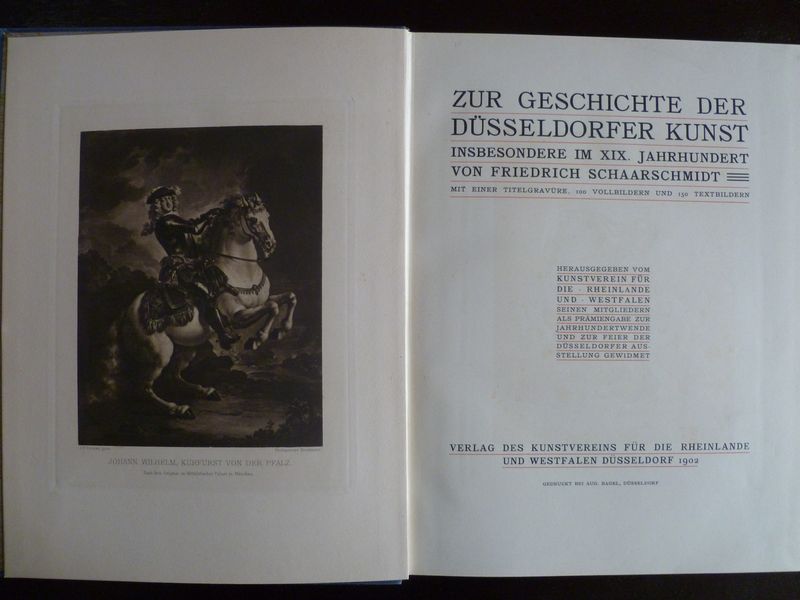 JOHANN WILHELM, KURFÜRST VON DER PFALZ.
ZUR GESCHICHTE DER
DÜSSELDORFER KUNST
INSBESONDERE IM XIX. JAHRHUNDERT
VON FRIEDRICH SCHAARSCHMIDT
MIT EINER TITELGRAVÜRE, 100 VOLLBILDERN UND 150 TEXTBILDERN
HERAUSGEGEBEN VOM
KUNSTVEREIN FÜR
DIE · RHEINLANDE
UND · WESTFALEN
SEINEN MITGLIEDERN
ALS PRÄMIENGABE ZUR
JAHRHUNDERTWENDE
UND ZUR FEIER DER
DÜSSELDORFER AUS-
STELLUNG GEWIDMET
VERLAG DES KUNSTVEREINS FÜR DIE RHEINLANDE
UND WESTFALEN DÜSSELDORF 1902
GEDRUCKT BEI AUG. BAGEL, DÜSSELDORF